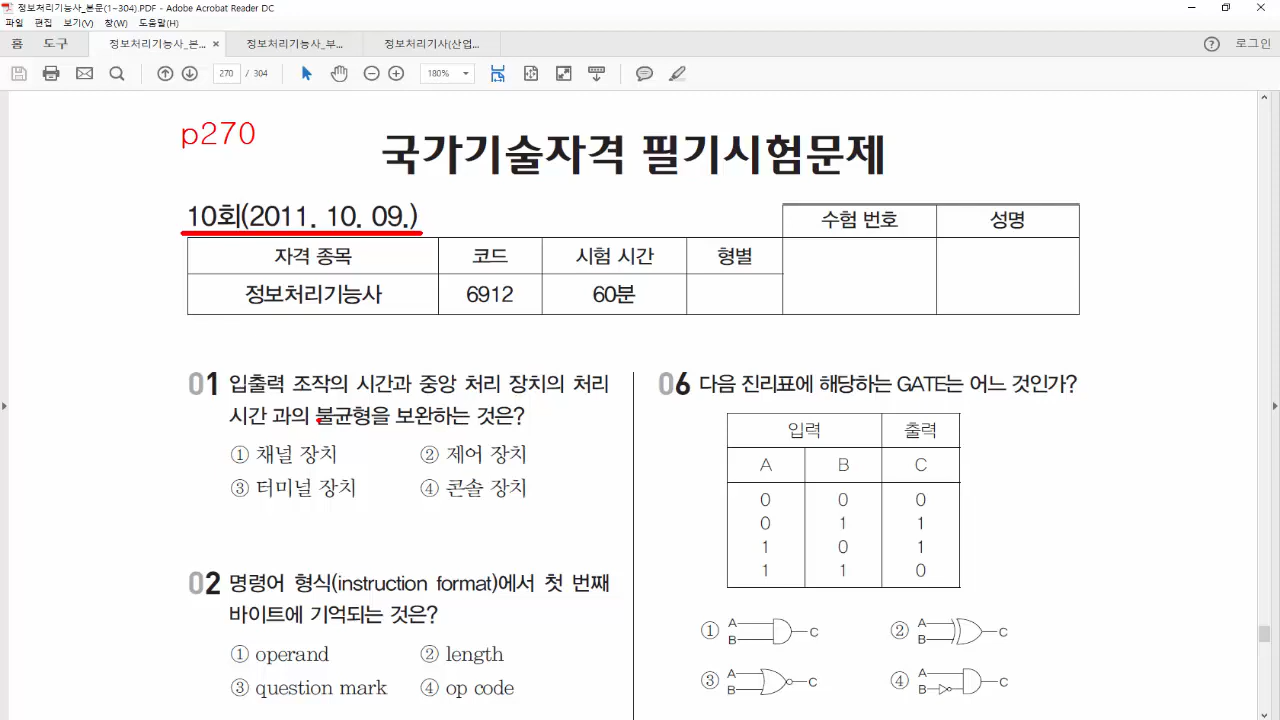 정보처리기능사_본문(1~304).PDF - Adobe Acrobat Reader DC
파일 편집 보기(V) 창(W) 도움말(H)
홈 도구 정보처리기능사_본... × 정보처리기능사_부... 정보처리기사(산업... 로그인
270 / 304 180%
p270
국가기술자격 필기시험문제
10회(2011. 10. 09.)
수험 번호 성명
자격 종목 코드 시험 시간 형별
정보처리기능사 6912 60분
01 입출력 조작의 시간과 중앙 처리 장치의 처리
시간 과의 불균형을 보완하는 것은?
① 채널 장치 ② 제어 장치
③ 터미널 장치 ④ 콘솔 장치
02 명령어 형식(instruction format)에서 첫 번째
바이트에 기억되는 것은?
① operand ② length
③ question mark ④ op code
06 다음 진리표에 해당하는 GATE는 어느 것인가?
입력 출력
A B C
0 0 0
0 1 1
1 0 1
1 1 0
① A B C ② A B C
③ A B C ④ A B C